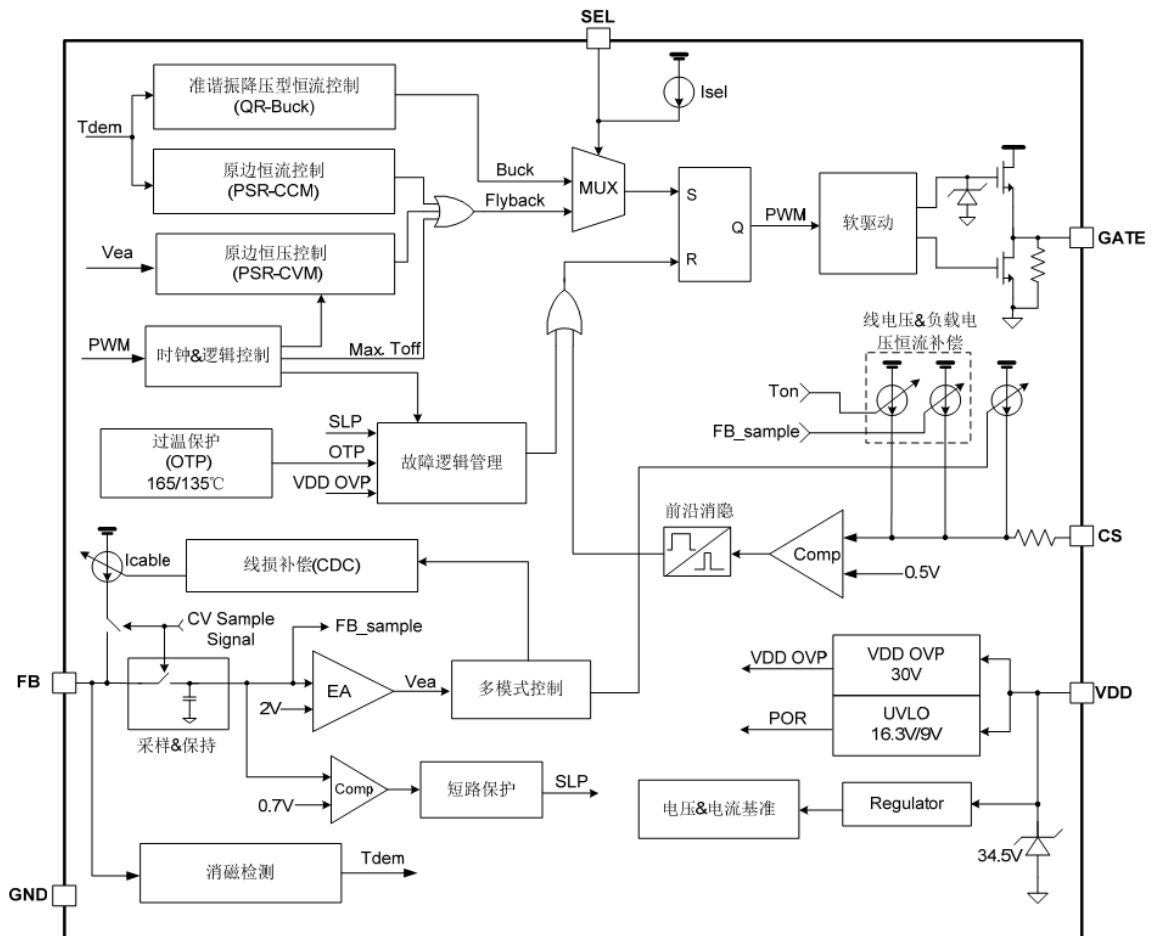 SEL
准谐振降压型恒流控制
(QR-Buck)
Isel
Tdem
原边恒流控制
(PSR-CCM)
Buck
MUX
Flyback
S
R
Q
PWM
软驱动
GATE
Vea
原边恒压控制
(PSR-CVM)
PWM
时钟&逻辑控制
Max. Toff
线电压&负载电
压恒流补偿
Ton
FB_sample
过温保护
(OTP)
165/135℃
SLP
OTP
VDD OVP
故障逻辑管理
前沿消隐
Comp
0.5V
CS
Icable
线损补偿(CDC)
CV Sample
Signal
FB_sample
FB
EA
2V
Vea
多模式控制
采样&保持
VDD OVP
VDD OVP
30V
VDD
POR
UVLO
16.3V/9V
0.7V
Comp
短路保护
SLP
电压&电流基准
Regulator
34.5V
消磁检测
Tdem
GND